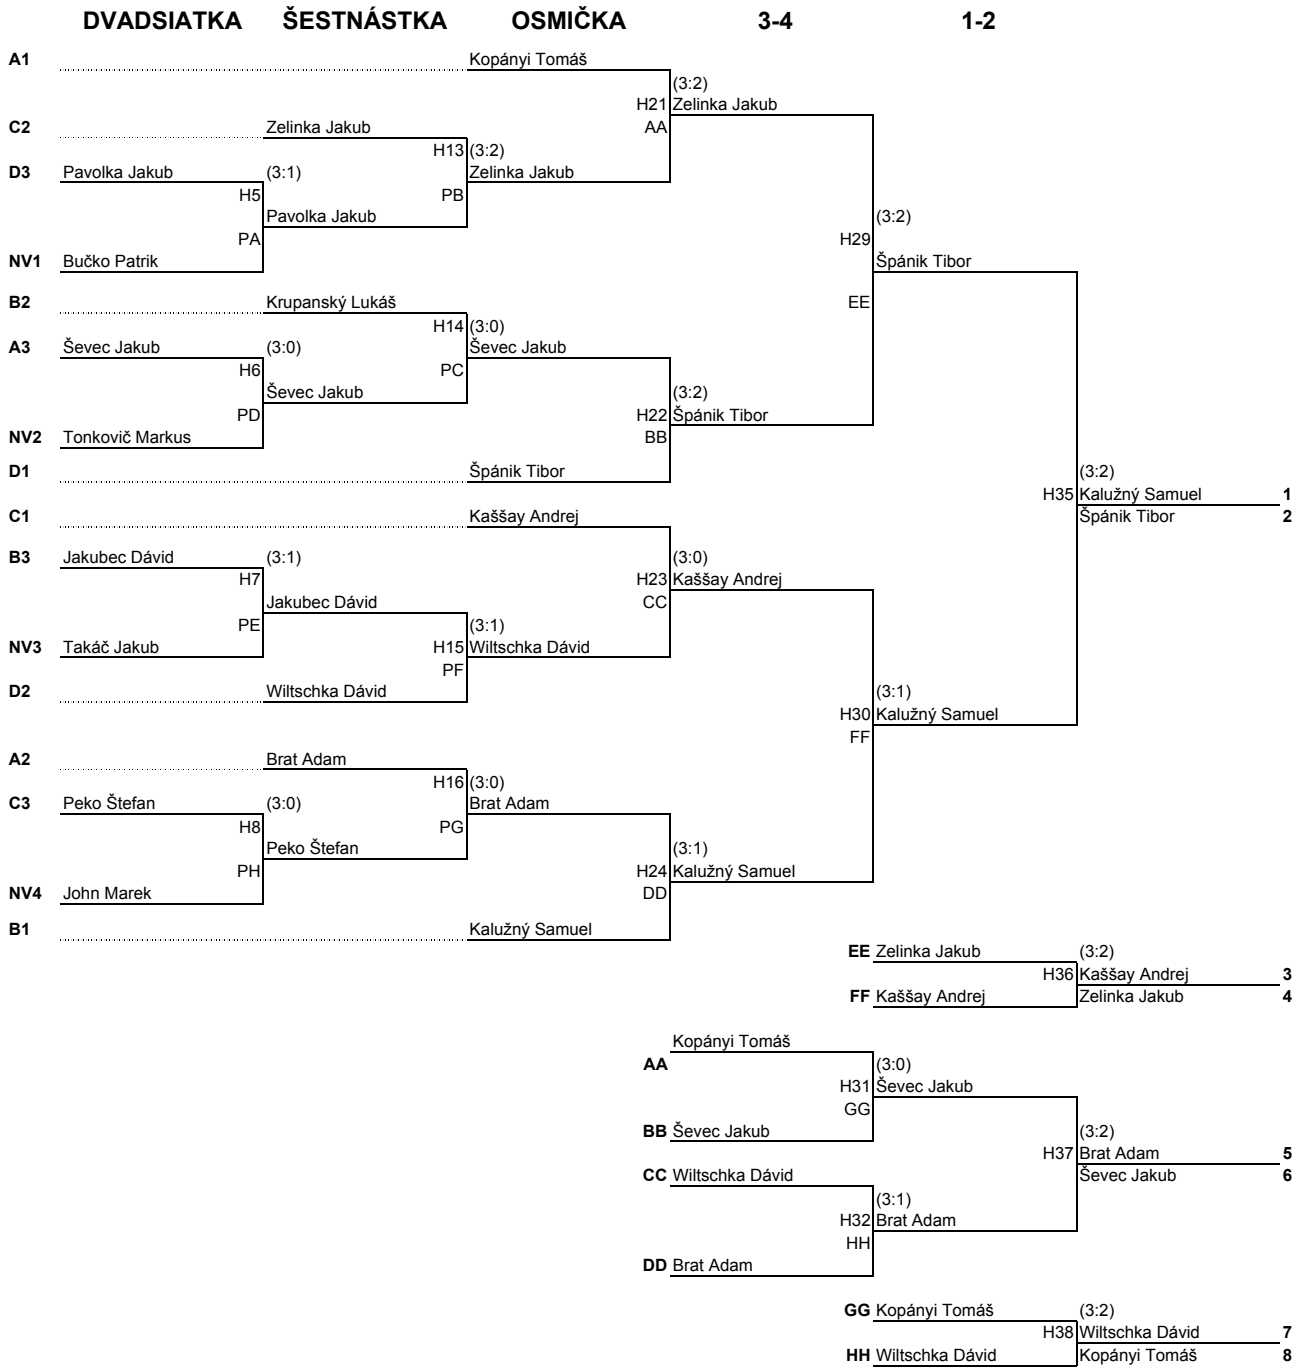 DVADSIATKA ŠESTNÁSTKA OSMIČKA 3-4 1-2
A1 Kopányi Tomáš
(3:2)
H21 Zelinka Jakub
C2 Zelinka Jakub AA
H13 (3:2)
D3 Pavolka Jakub (3:1) Zelinka Jakub
H5 PB
Pavolka Jakub (3:2)
PA H29
NV1 Bučko Patrik Špánik Tibor
B2 Krupanský Lukáš EE
H14 (3:0)
A3 Ševec Jakub (3:0) Ševec Jakub
H6 PC
Ševec Jakub (3:2)
PD H22 Špánik Tibor
NV2 Tonkovič Markus BB
D1 Špánik Tibor (3:2)
H35 Kalužný Samuel 1
C1 Kaššay Andrej Špánik Tibor 2
B3 Jakubec Dávid (3:1) (3:0)
H7 H23 Kaššay Andrej
Jakubec Dávid CC
PE (3:1)
NV3 Takáč Jakub H15 Wiltschka Dávid
PF
D2 Wiltschka Dávid (3:1)
H30 Kalužný Samuel
FF
A2 Brat Adam
H16 (3:0)
C3 Peko Štefan (3:0) Brat Adam
H8 PG
Peko Štefan (3:1)
PH H24 Kalužný Samuel
NV4 John Marek DD
B1 Kalužný Samuel
EE Zelinka Jakub (3:2)
H36 Kaššay Andrej 3
FF Kaššay Andrej Zelinka Jakub 4
Kopányi Tomáš
AA (3:0)
H31 Ševec Jakub
GG
BB Ševec Jakub (3:2)
H37 Brat Adam 5
CC Wiltschka Dávid Ševec Jakub 6
(3:1)
H32 Brat Adam
HH
DD Brat Adam
GG Kopányi Tomáš (3:2)
H38 Wiltschka Dávid 7
HH Wiltschka Dávid Kopányi Tomáš 8